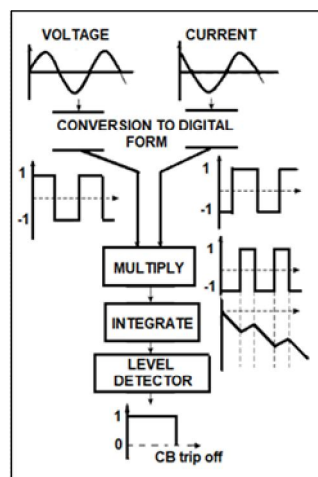 VOLTAGE CURRENT
CONVERSION TO DIGITAL
FORM
1
-1
1
-1
MULTIPLY
1
-1
INTEGRATE
LEVEL
DETECTOR
1
0
CB trip off